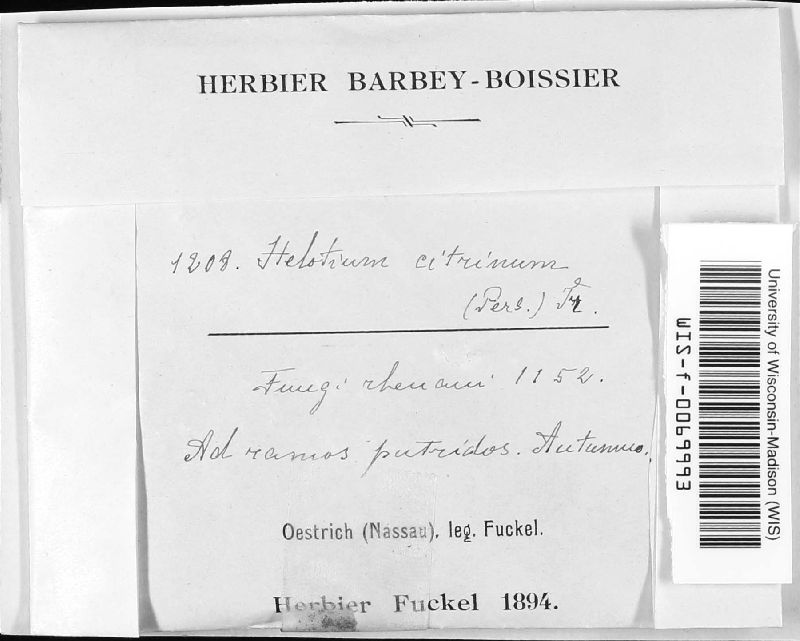 HERBIER BARBEY-BOISSIER
1208. Helotium citrinum
(Pers.) Fr.
Fungi rhenani 1152.
Ad ramos putridos. Autumno.
Oestrich (Nassau), leg. Fuckel.
Herbier Fuckel 1894.
University of Wisconsin-Madison (WIS)
WIS-f-0069993